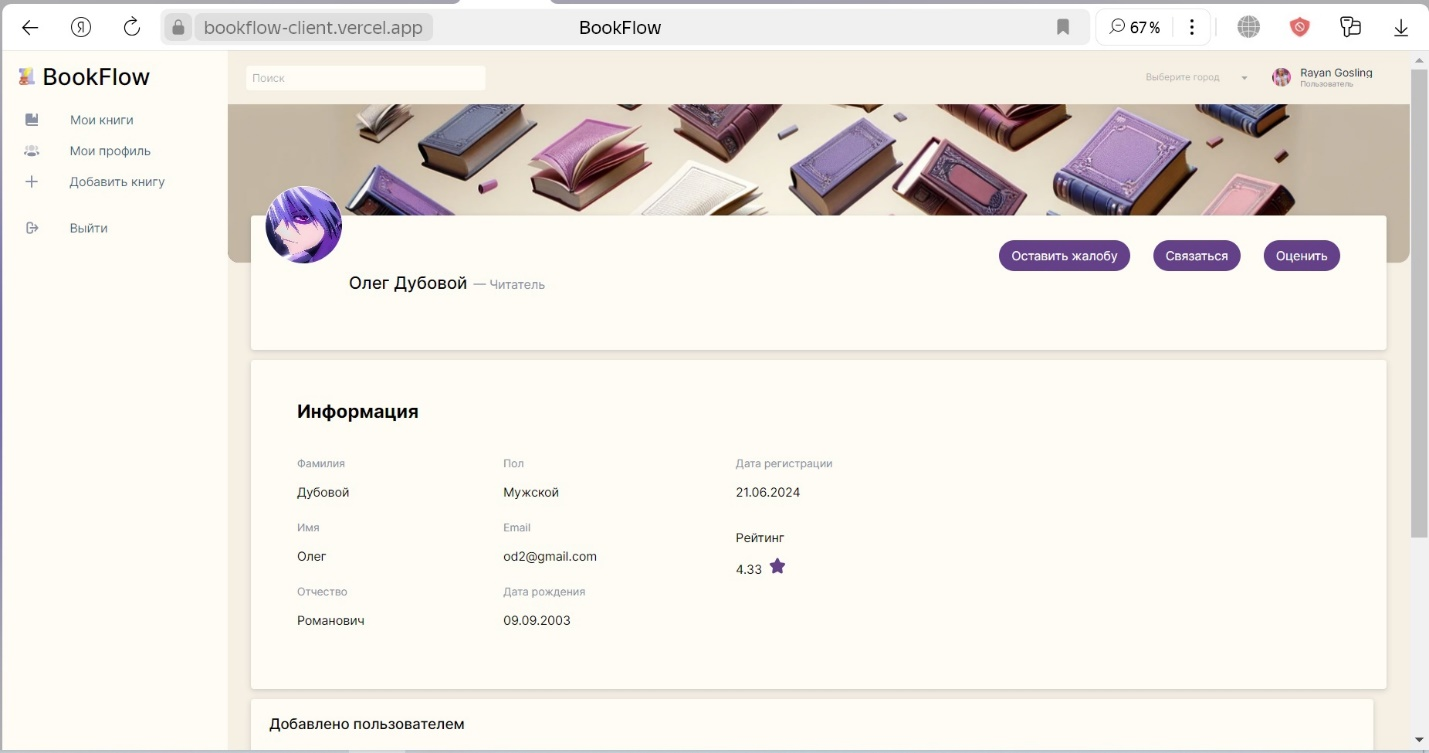 bookflow-client.vercel.app BookFlow 67%
BookFlow
Поиск
Выберите город
Rayan Gosling
Пользователь
Мои книги
Мои профиль
Добавить книгу
Выйти
Оставить жалобу Связаться Оценить
Олег Дубовой — Читатель
Информация
Фамилия Пол Дата регистрации
Дубовой Мужской 21.06.2024
Имя Email Рейтинг
Олег od2@gmail.com 4.33
Отчество Дата рождения
Романович 09.09.2003
Добавлено пользователем